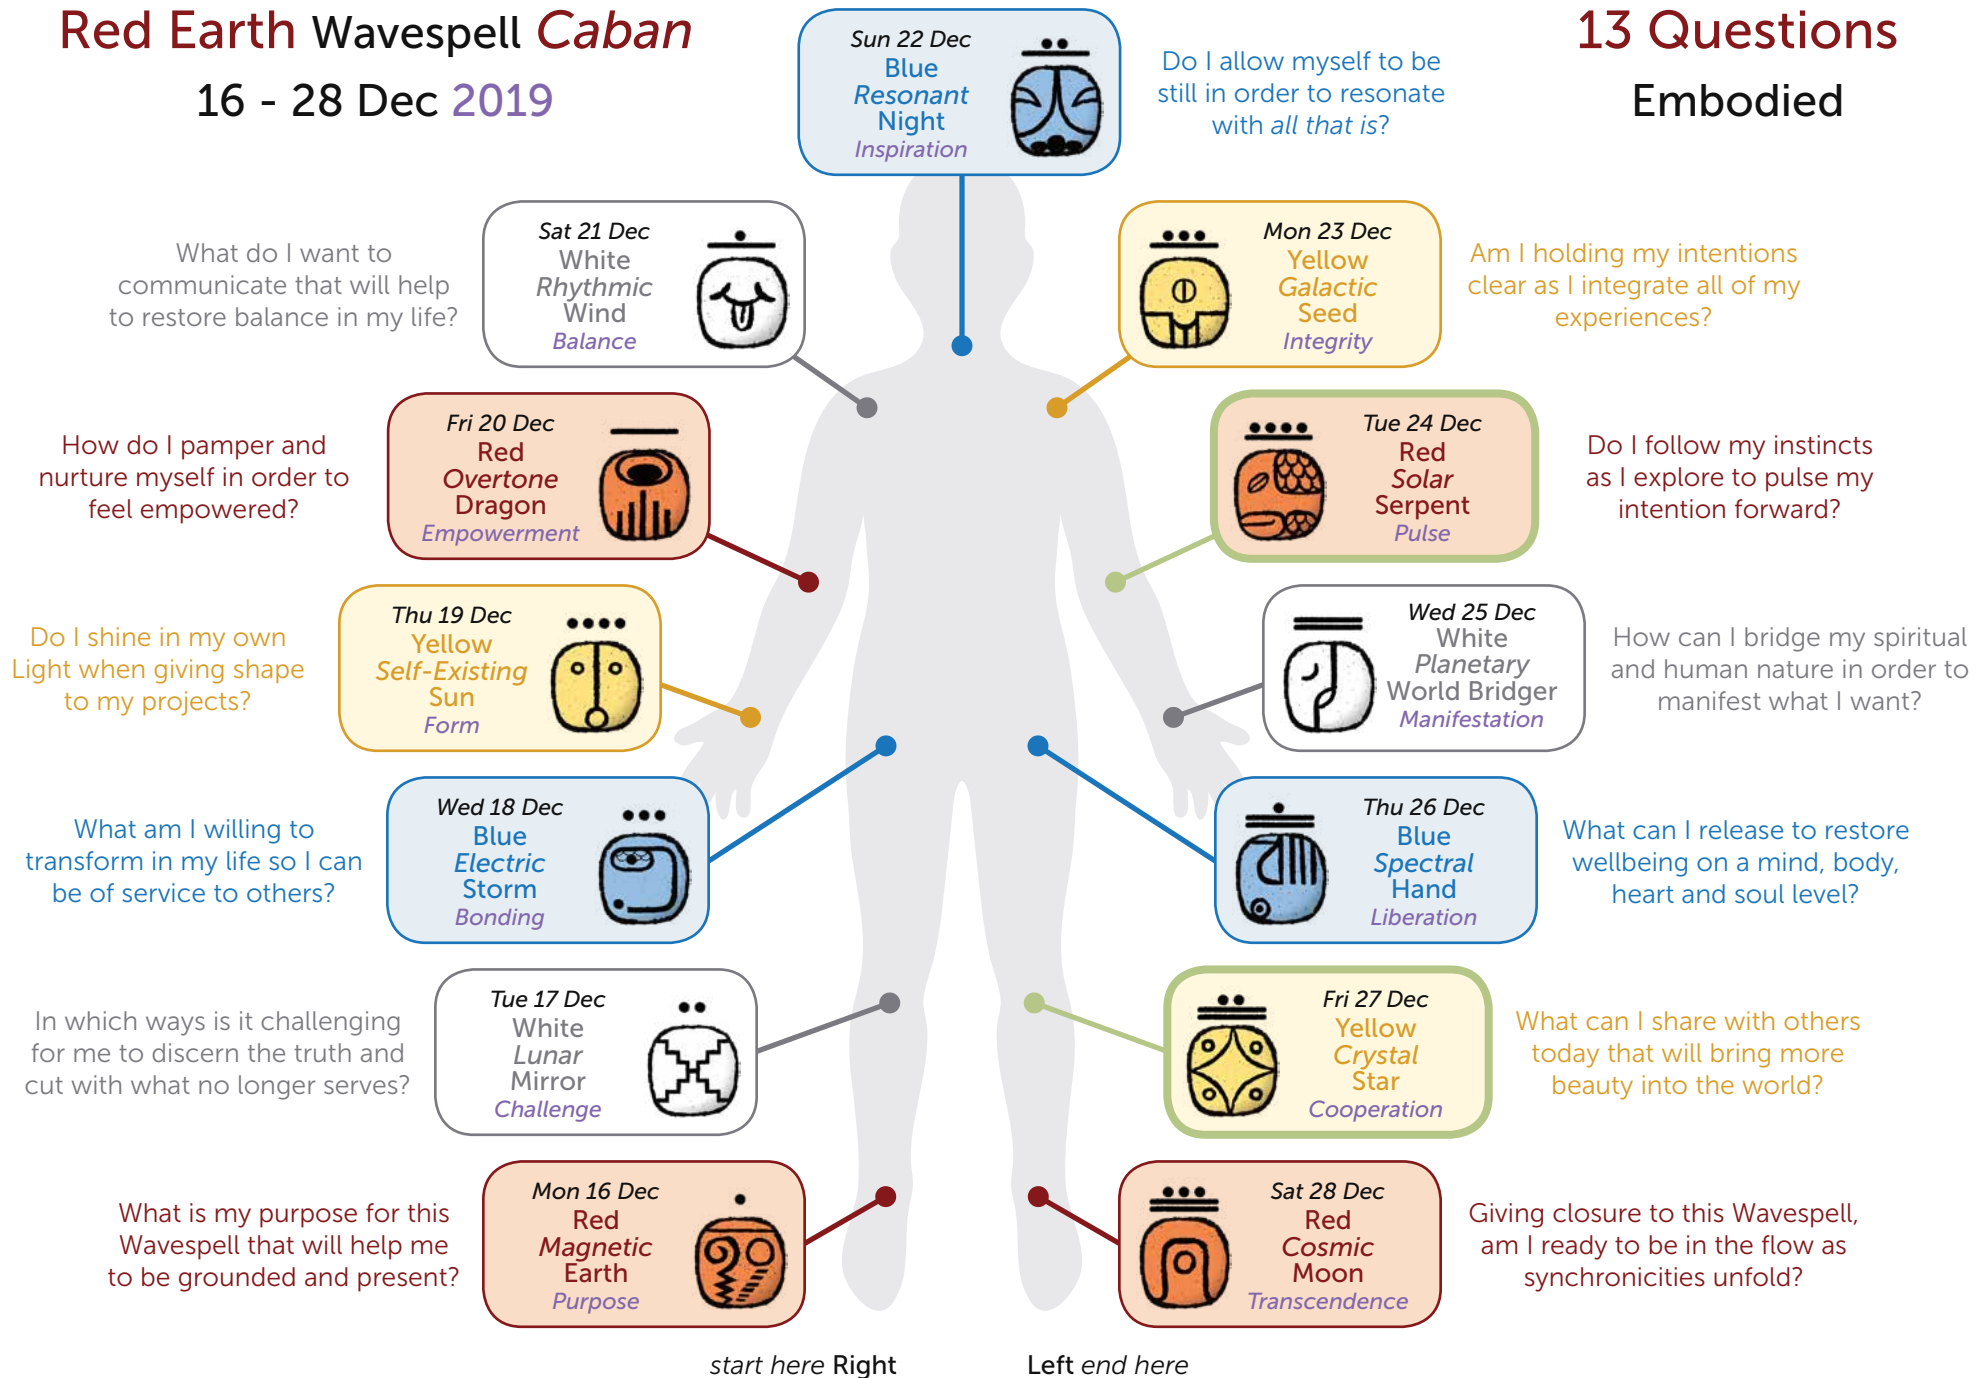 Red Earth Wavespell Caban
16 - 28 Dec 2019
13 Questions
Embodied
Sun 22 Dec
Blue
Resonant
Night
Inspiration
Do I allow myself to be
still in order to resonate
with all that is?
What do I want to
communicate that will help
to restore balance in my life?
Sat 21 Dec
White
Rhythmic
Wind
Balance
Mon 23 Dec
Yellow
Galactic
Seed
Integrity
Am I holding my intentions
clear as I integrate all of my
experiences?
How do I pamper and
nurture myself in order to
feel empowered?
Fri 20 Dec
Red
Overtone
Dragon
Empowerment
Tue 24 Dec
Red
Solar
Serpent
Pulse
Do I follow my instincts
as I explore to pulse my
intention forward?
Do I shine in my own
Light when giving shape
to my projects?
Thu 19 Dec
Yellow
Self-Existing
Sun
Form
Wed 25 Dec
White
Planetary
World Bridger
Manifestation
How can I bridge my spiritual
and human nature in order to
manifest what I want?
What am I willing to
transform in my life so I can
be of service to others?
Wed 18 Dec
Blue
Electric
Storm
Bonding
Thu 26 Dec
Blue
Spectral
Hand
Liberation
What can I release to restore
wellbeing on a mind, body,
heart and soul level?
In which ways is it challenging
for me to discern the truth and
cut with what no longer serves?
Tue 17 Dec
White
Lunar
Mirror
Challenge
Fri 27 Dec
Yellow
Crystal
Star
Cooperation
What can I share with others
today that will bring more
beauty into the world?
What is my purpose for this
Wavespell that will help me
to be grounded and present?
Mon 16 Dec
Red
Magnetic
Earth
Purpose
Sat 28 Dec
Red
Cosmic
Moon
Transcendence
Giving closure to this Wavespell,
am I ready to be in the flow as
synchronicities unfold?
start here Right
Left end here